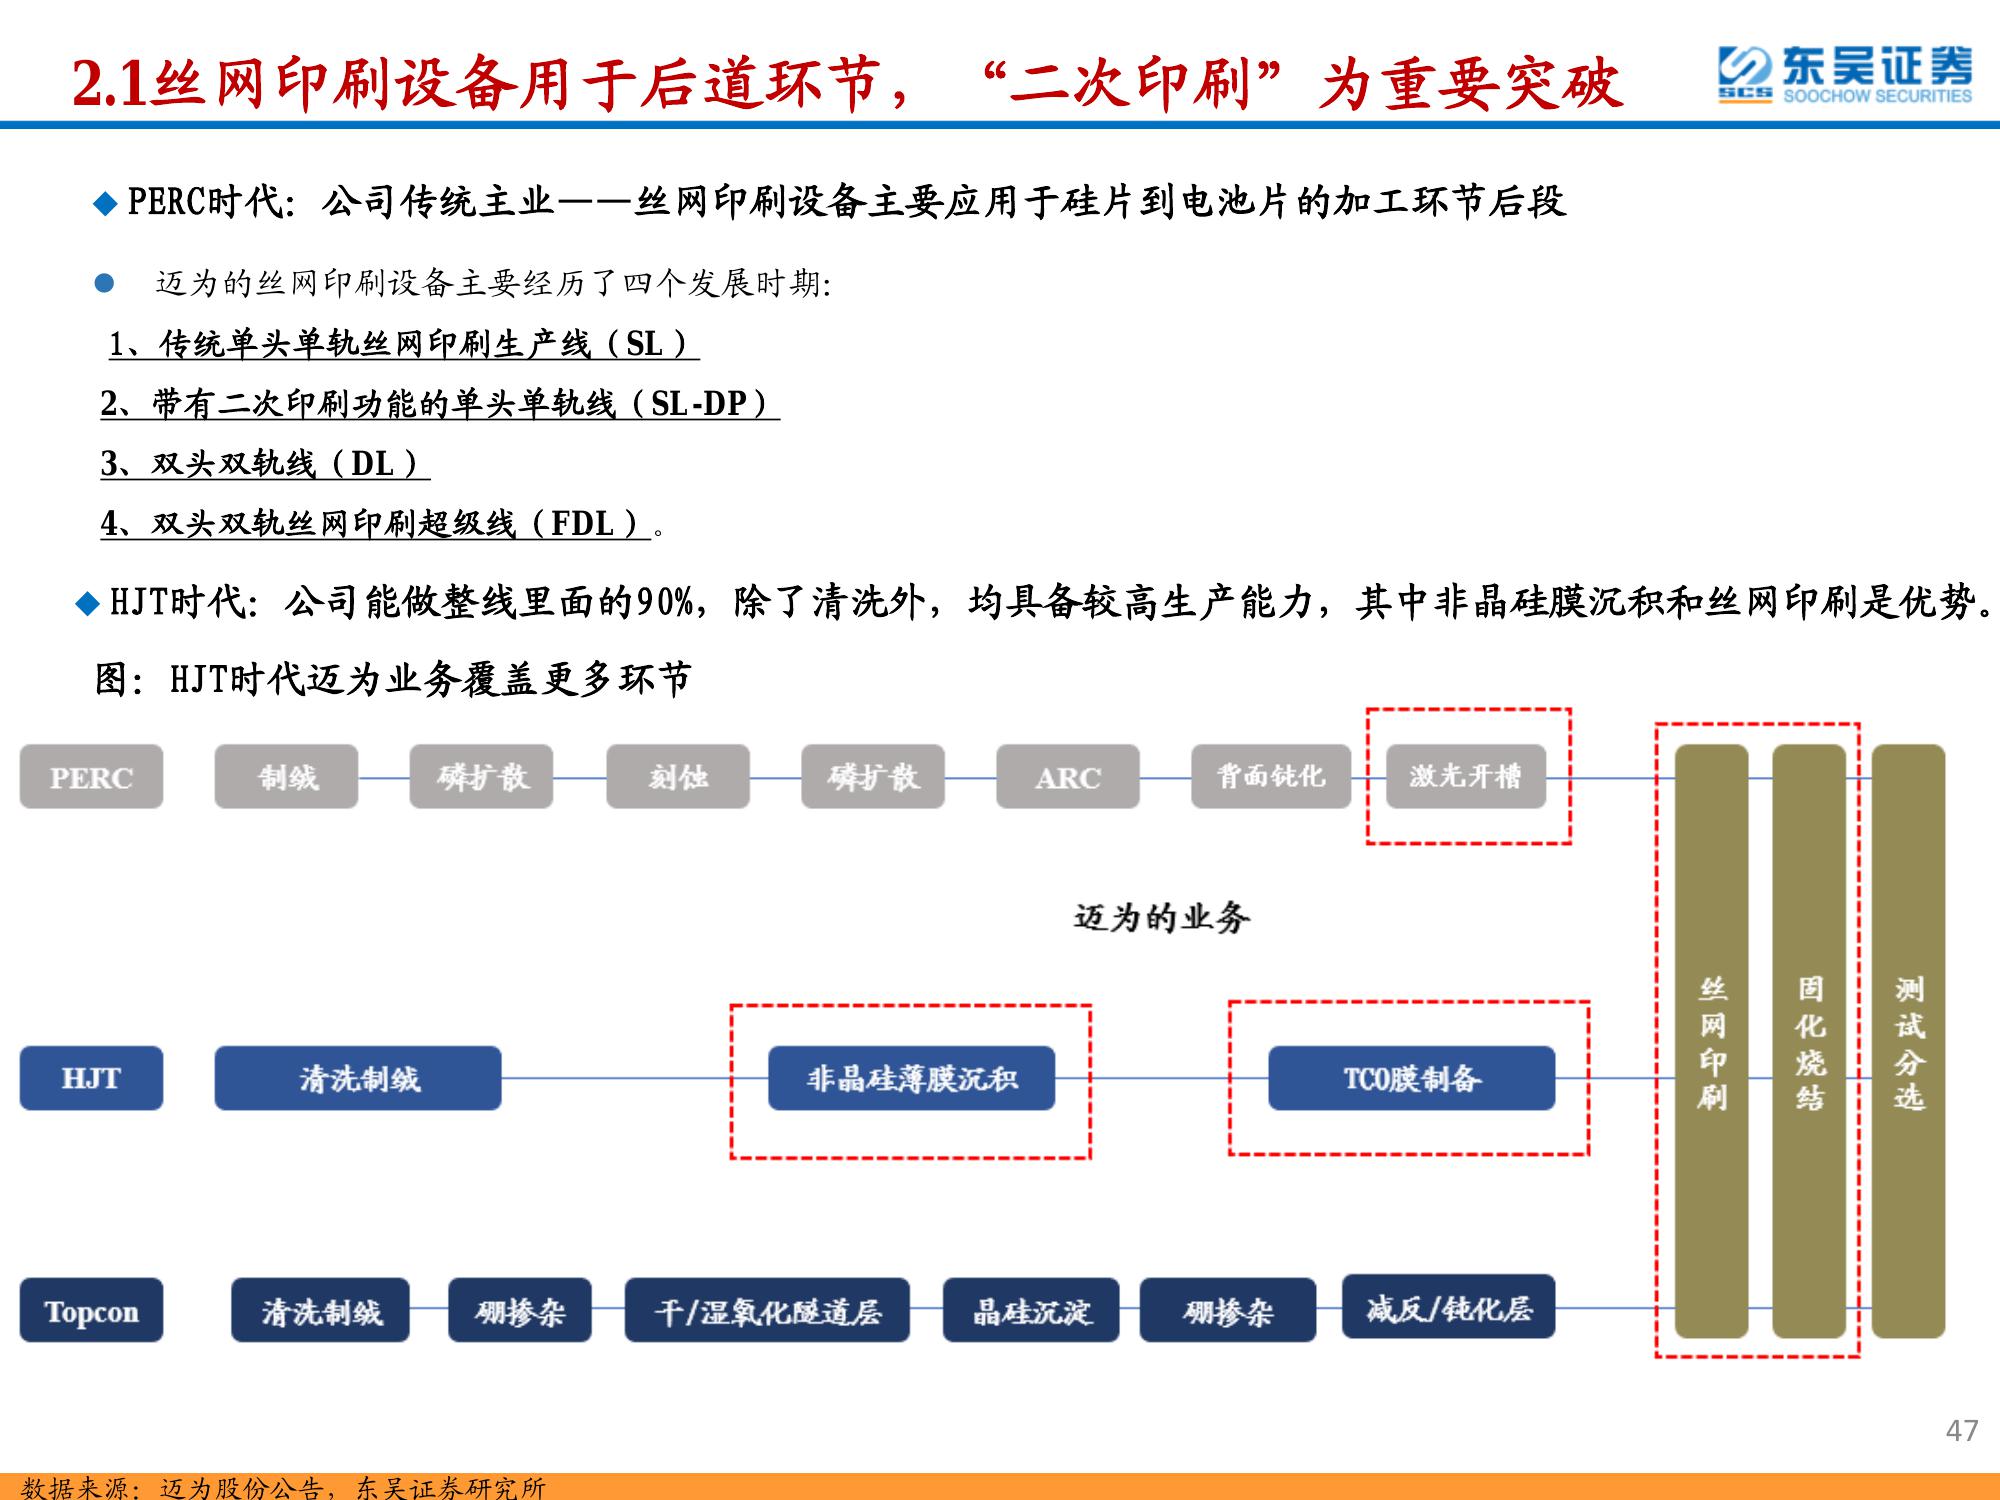 2.1丝网印刷设备用于后道环节，“二次印刷”为重要突破
东吴证券
SCS SOOCHOW SECURITIES
PERC时代：公司传统主业——丝网印刷设备主要应用于硅片到电池片的加工环节后段
迈为的丝网印刷设备主要经历了四个发展时期：
1、传统单头单轨丝网印刷生产线（SL）
2、带有二次印刷功能的单头单轨线（SL-DP）
3、双头双轨线（DL）
4、双头双轨丝网印刷超级线（FDL）。
HJT时代：公司能做整线里面的90%，除了清洗外，均具备较高生产能力，其中非晶硅膜沉积和丝网印刷是优势。
图：HJT时代迈为业务覆盖更多环节
PERC 制绒 磷扩散 刻蚀 磷扩散 ARC 背面钝化 激光开槽
迈为的业务
HJT 清洗制绒 非晶硅薄膜沉积 TCO膜制备
丝网印刷
固化烧结
测试分选
Topcon 清洗制绒 硼掺杂 干/湿氧化隧道层 晶硅沉淀 硼掺杂 减反/钝化层
47
数据来源：迈为股份公告，东吴证券研究所